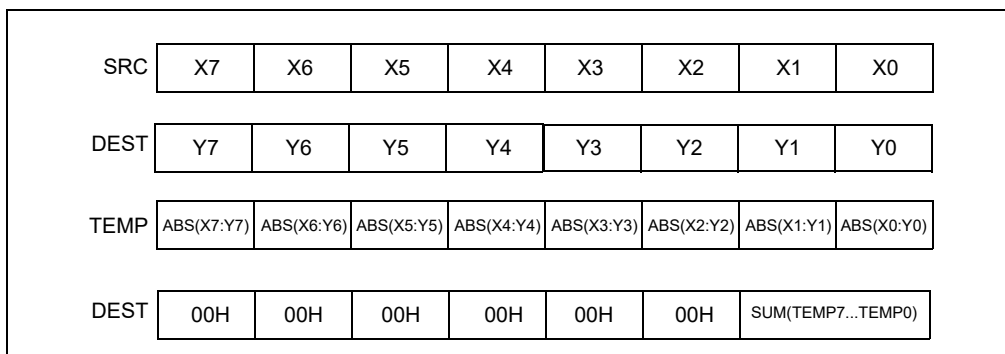 SRC X7 X6 X5 X4 X3 X2 X1 X0
DEST Y7 Y6 Y5 Y4 Y3 Y2 Y1 Y0
TEMP ABS(X7:Y7) ABS(X6:Y6) ABS(X5:Y5) ABS(X4:Y4) ABS(X3:Y3) ABS(X2:Y2) ABS(X1:Y1) ABS(X0:Y0)
DEST 00H 00H 00H 00H 00H 00H SUM(TEMP7...TEMP0)